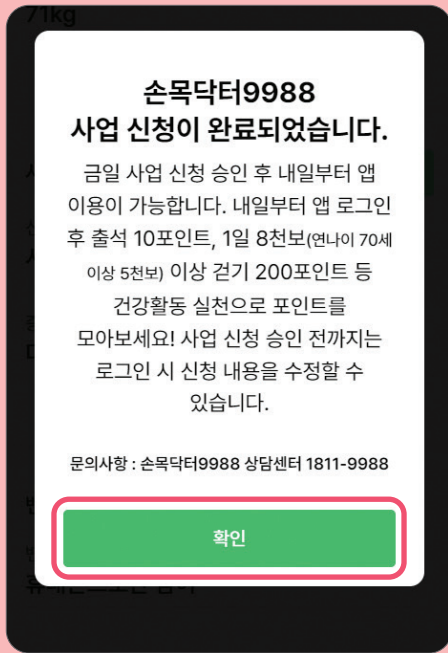 71kg
손목닥터9988
사업 신청이 완료되었습니다.
금일 사업 신청 승인 후 내일부터 앱
이용이 가능합니다. 내일부터 앱 로그인
후 출석 10포인트, 1일 8천보(연나이 70세
이상 5천보) 이상 걷기 200포인트 등
건강활동 실천으로 포인트를
모아보세요! 사업 신청 승인 전까지는
로그인 시 신청 내용을 수정할 수
있습니다.
문의사항 : 손목닥터9988 상담센터 1811-9988
확인